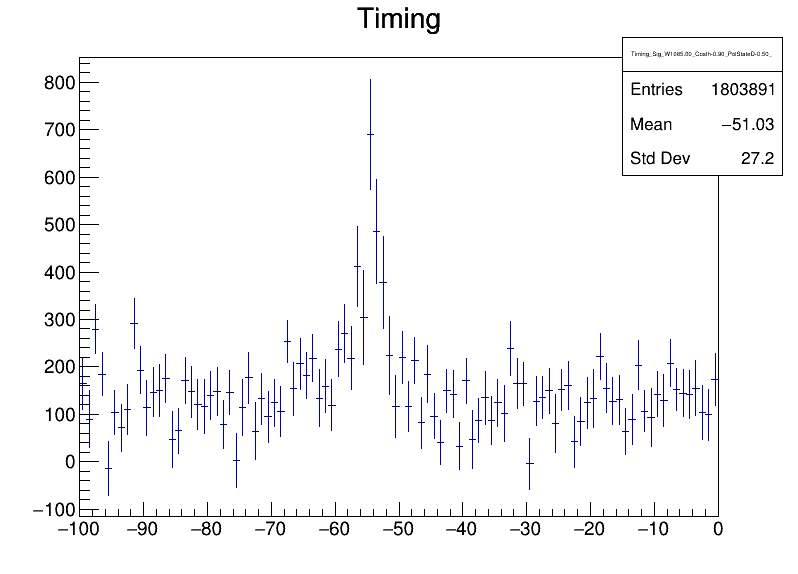 Timing
Timing_Sig_W1085.00_Costh-0.90_PolStateD-0.50_
Entries 1803891
Mean −51.03
Std Dev 27.2
800
700
600
500
400
300
200
100
0
−100
−100 −90 −80 −70 −60 −50 −40 −30 −20 −10 0